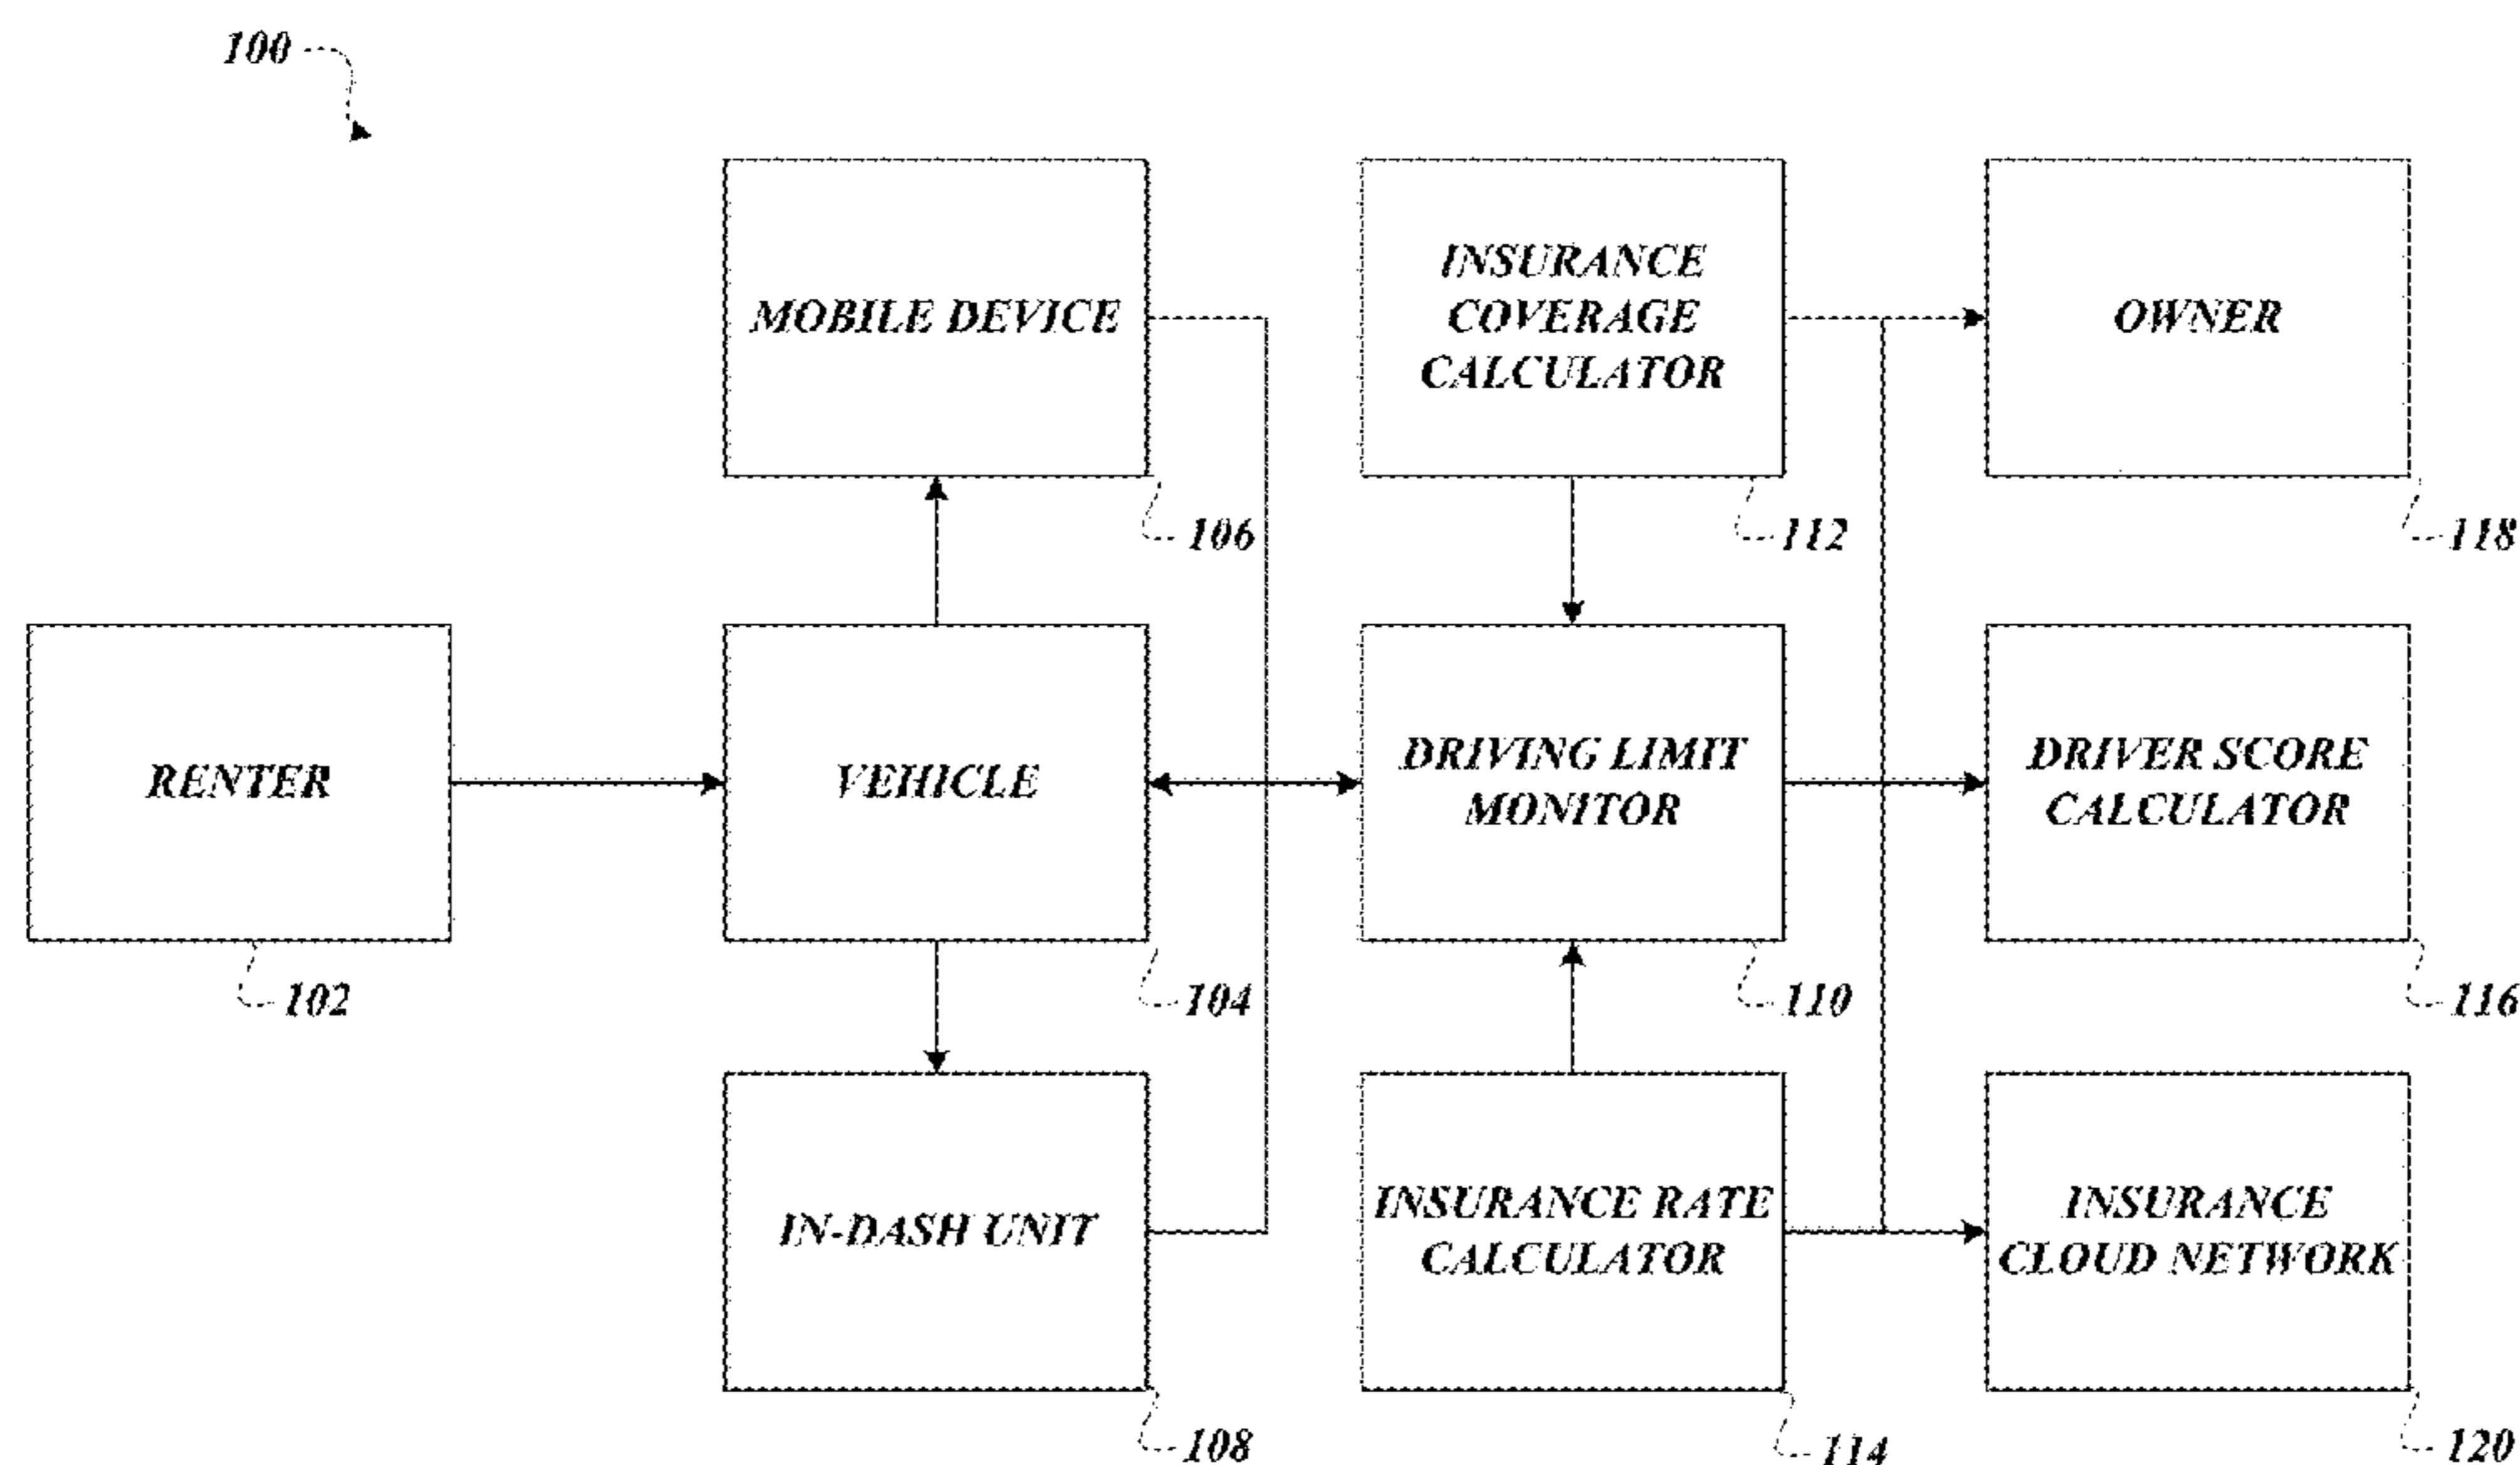 100
MOBILE DEVICE
106
INSURANCE
COVERAGE
CALCULATOR
112
OWNER
118
RENTER
102
VEHICLE
104
DRIVING LIMIT
MONITOR
110
DRIVER SCORE
CALCULATOR
116
IN-DASH UNIT
108
INSURANCE RATE
CALCULATOR
114
INSURANCE
CLOUD NETWORK
120